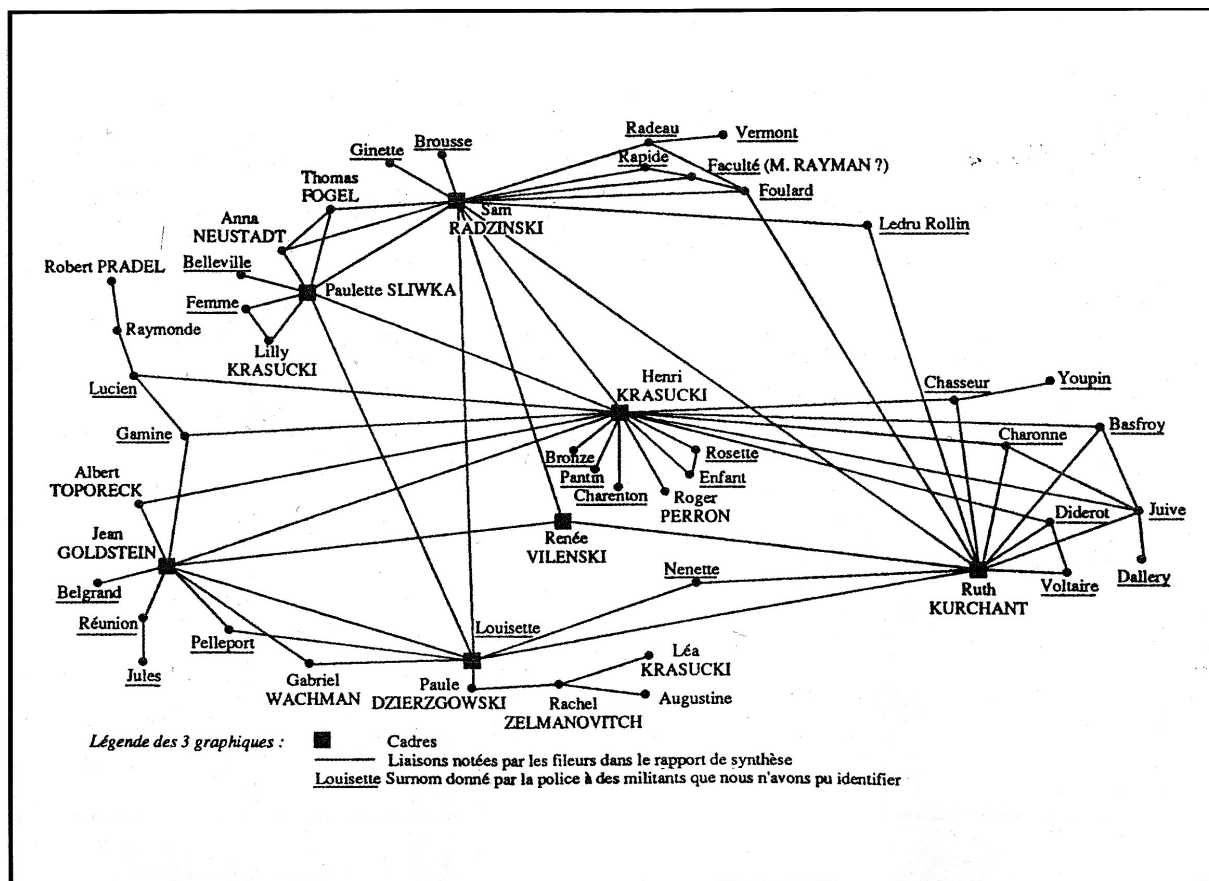 Brousse
Ginette
Radeau
Vermont
Rapide
Faculté (M. RAYMAN ?)
Foulard
Thomas
FOGEL
Sam
RADZINSKI
Ledru Rollin
Anna
NEUSTADT
Robert PRADEL
Belleville
Paulette SLIWKA
Femme
Raymonde
Lilly
KRASUCKI
Lucien
Henri
KRASUCKI
Chasseur
Youpin
Gamine
Charonne
Basfroy
Bronze
Rosette
Pantin
Enfant
Charenton
Roger
PERRON
Albert
TOPORECK
Diderot
Juive
Jean
GOLDSTEIN
Renée
VILENSKI
Nenette
Ruth
KURCHANT
Voltaire
Dallery
Belgrand
Réunion
Pelleport
Louisette
Jules
Gabriel
WACHMAN
Paule
DZIERZGOWSKI
Léa
KRASUCKI
Rachel
ZELMANOVITCH
Augustine
Légende des 3 graphiques :
Cadres
Liaisons notées par les fileurs dans le rapport de synthèse
Louisette Surnom donné par la police à des militants que nous n'avons pu identifier